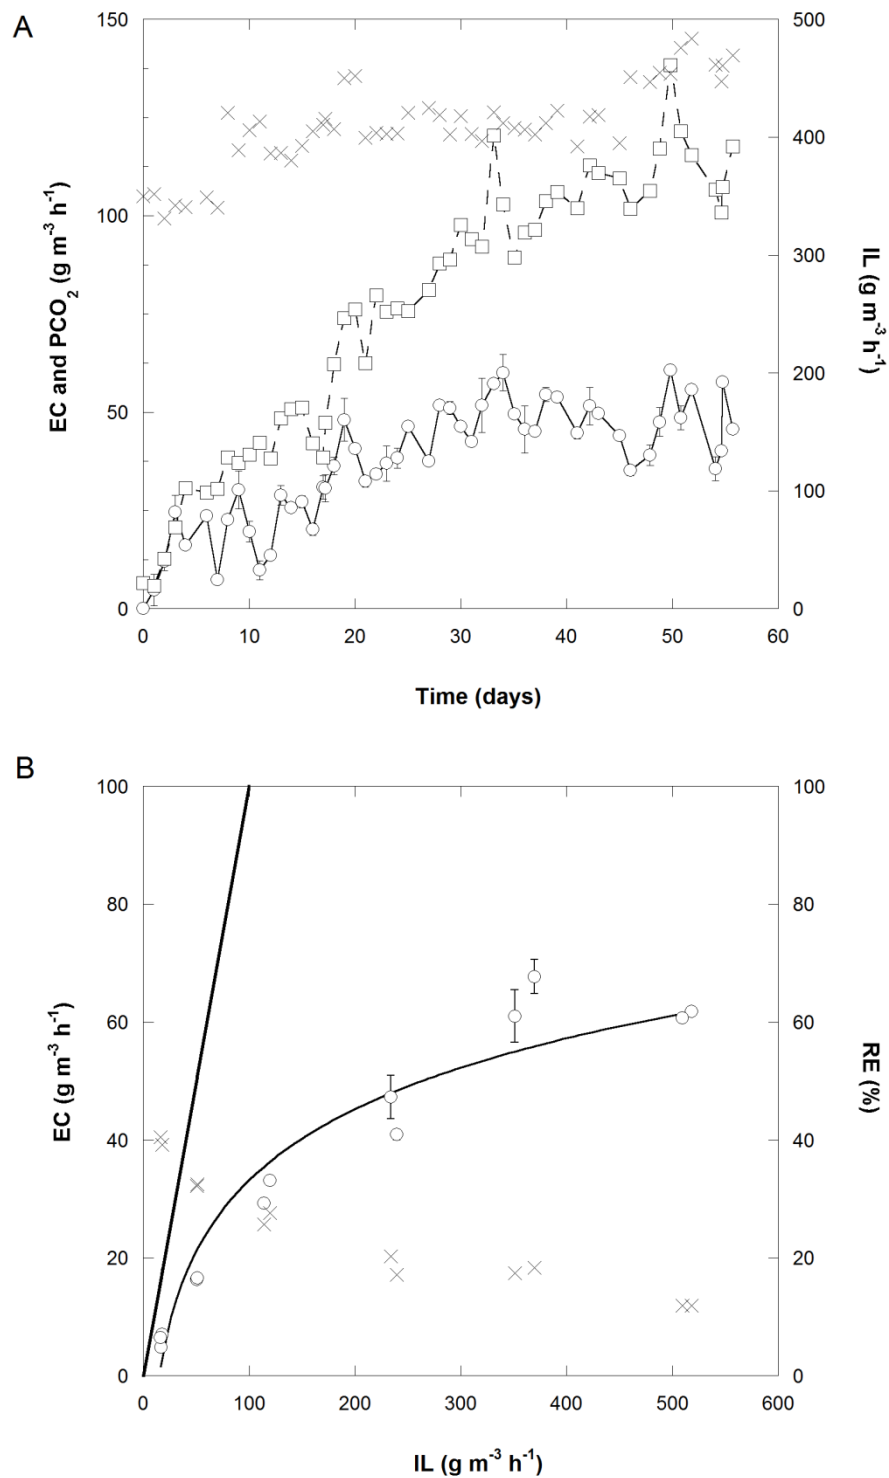 A
150
100
50
0
EC and PCO₂ (g m⁻³ h⁻¹)
500
400
300
200
100
0
IL (g m⁻³ h⁻¹)
0 10 20 30 40 50 60
Time (days)
B
100
80
60
40
20
0
EC (g m⁻³ h⁻¹)
100
80
60
40
20
0
RE (%)
0 100 200 300 400 500 600
IL (g m⁻³ h⁻¹)